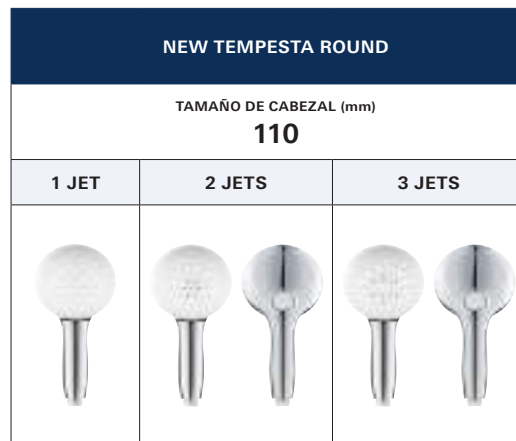 NEW TEMPESTA ROUND
TAMAÑO DE CABEZAL (mm)
110
1 JET 2 JETS 3 JETS